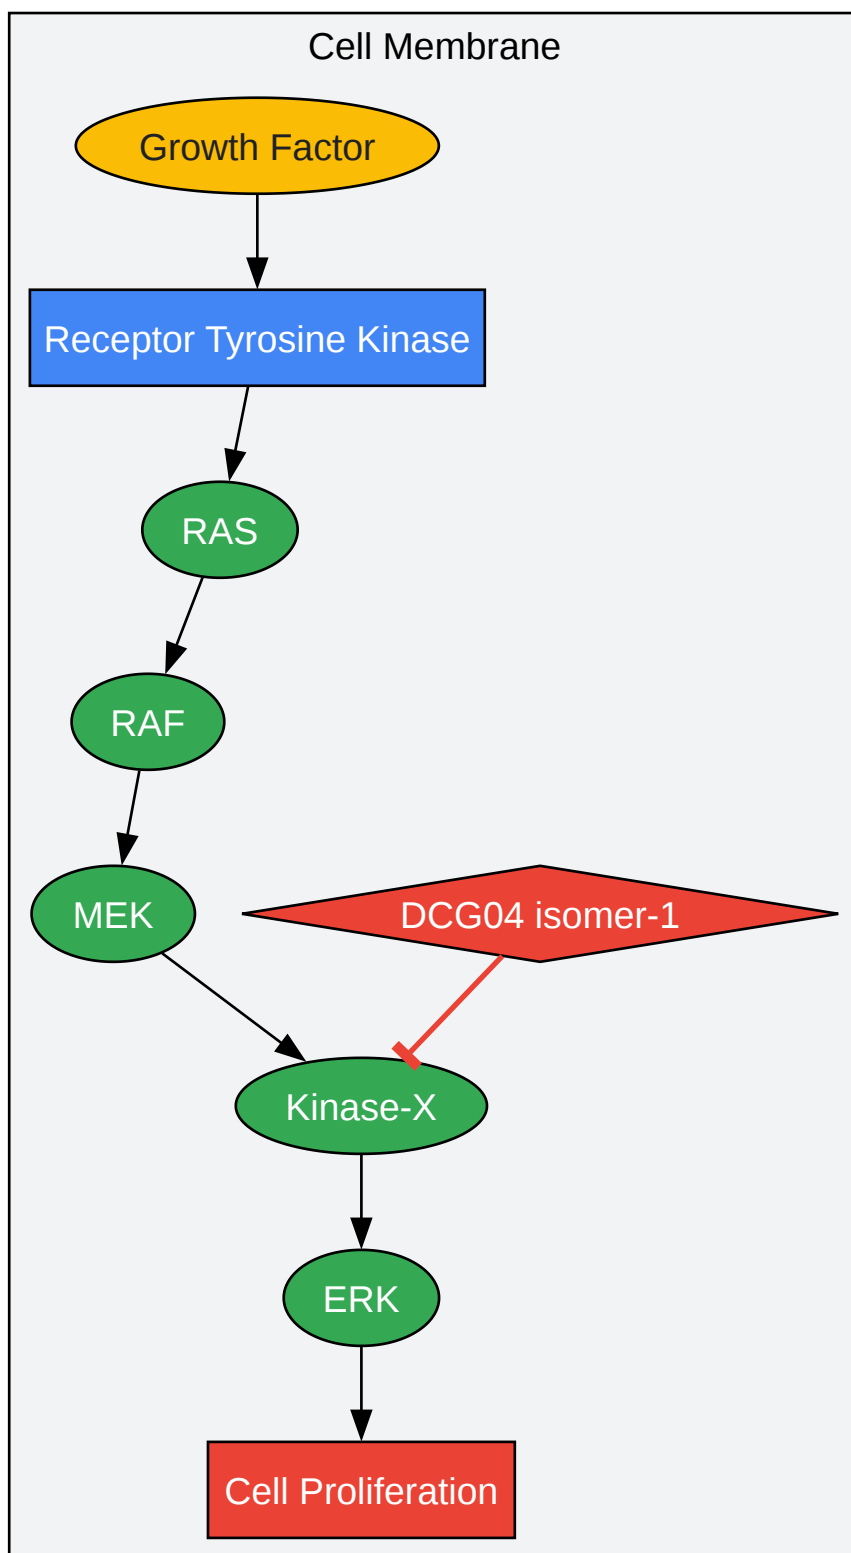 Cell Membrane
Growth Factor
Receptor Tyrosine Kinase
RAS
RAF
MEK
DCG04 isomer-1
Kinase-X
ERK
Cell Proliferation